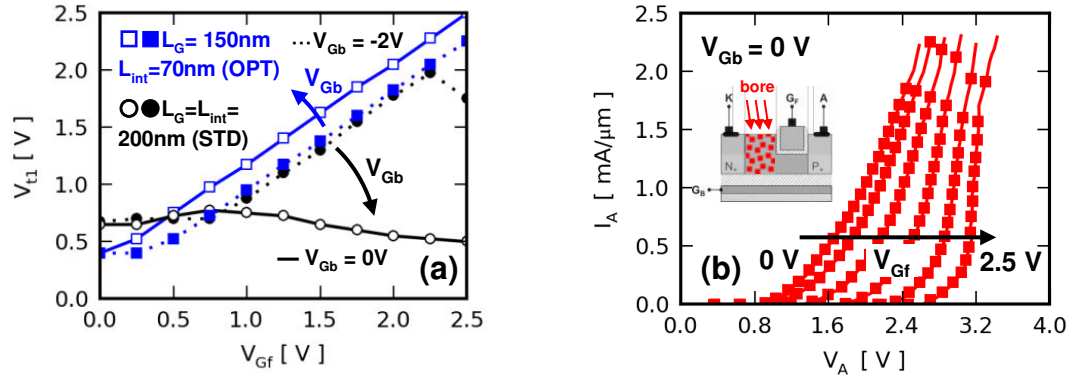 2.5
2.0
1.5
1.0
0.5
0.0
V_t1 [ V ]
L_G= 150nm
L_int=70nm (OPT)
L_G=L_int=
200nm (STD)
V_Gb = -2V
V_Gb
V_Gb
V_Gb = 0V
(a)
0.0 0.5 1.0 1.5 2.0 2.5
V_Gf [ V ]
2.5
2.0
1.5
1.0
0.5
0.0
I_A [ mA/μm ]
V_Gb = 0 V
bore
K G_F A
N+ P+
G_B
0 V V_Gf 2.5 V
(b)
0.0 0.8 1.6 2.4 3.2 4.0
V_A [ V ]